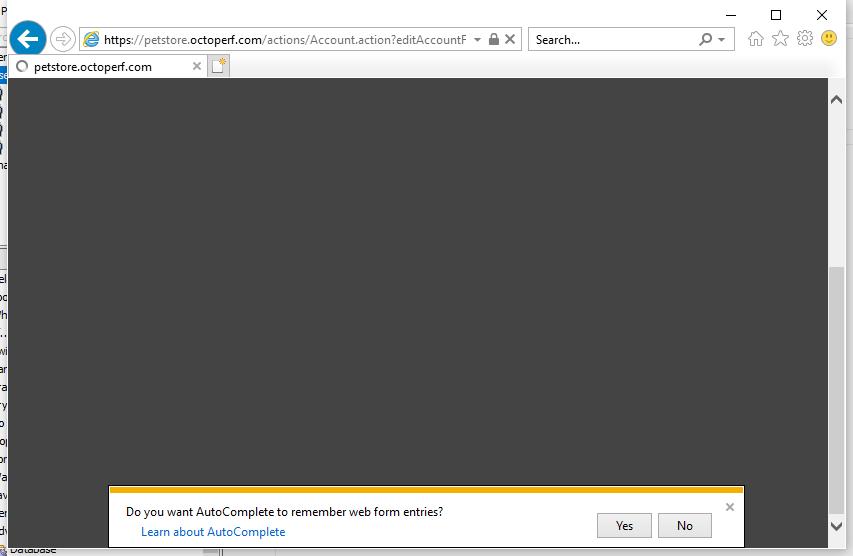 https://petstore.octoperf.com/actions/Account.action?editAccountF
Search...
petstore.octoperf.com
Do you want AutoComplete to remember web form entries?
Learn about AutoComplete
Yes
No
Database